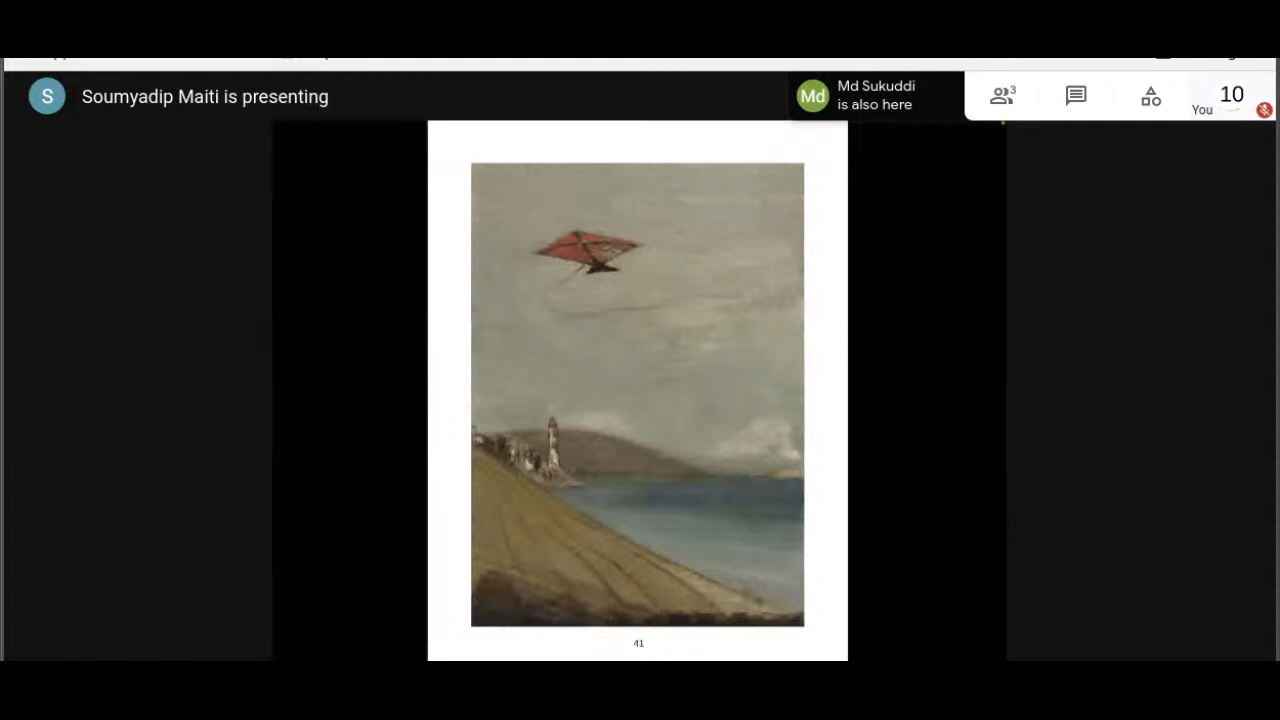 S
Soumyadip Maiti is presenting
Md
Md Sukuddi
is also here
3
10
You
41